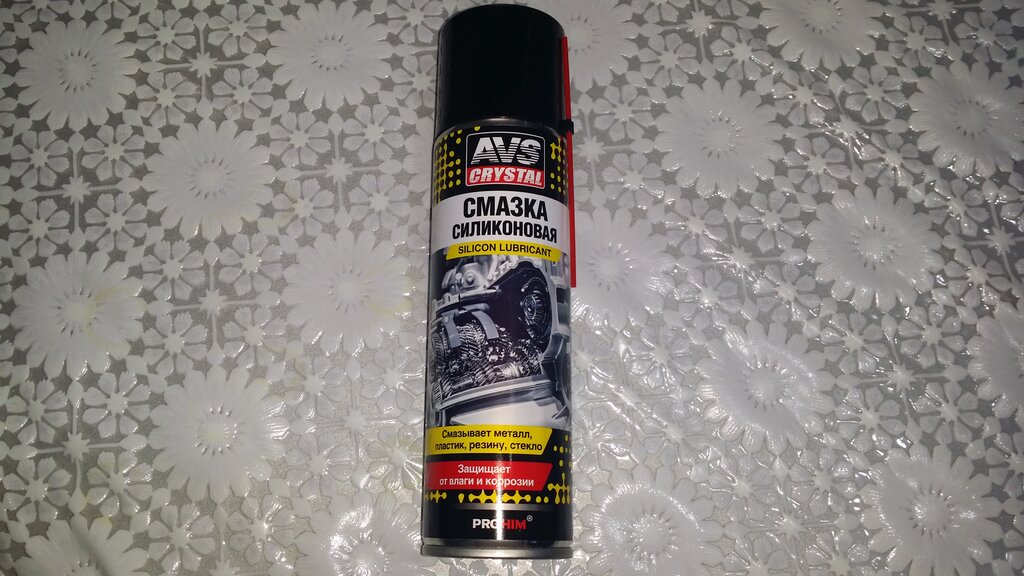 AVS
CRYSTAL
СМАЗКА
СИЛИКОНОВАЯ
SILICON LUBRICANT
Смазывает металл,
пластик, резину, стекло
Защищает
от влаги и коррозии
PROHIM®